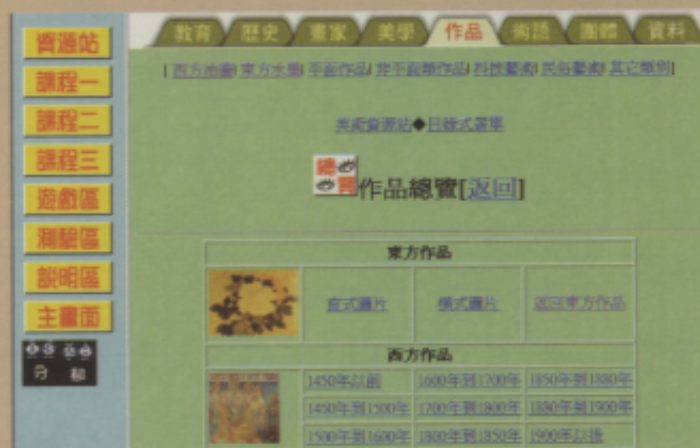 資源站
課程一
課程二
課程三
遊戲區
測驗區
說明區
主畫面
分 秒
教育 歷史 畫家 美學 作品 術語 團體 資料
[ 西方油畫| 東方水墨| 平面作品| 非平面類作品| 科技藝術| 民俗藝術| 其它類別]
美術資源站◆目錄式選單
總覽
作品總覽[返回]
東方作品
直式圖片 橫式圖片 返回東方作品
西方作品
1450年以前 1600年到1700年 1850年到1880年
1450年到1500年 1700年到1800年 1880年到1900年
1500年到1600年 1800年到1850年 1900年以後